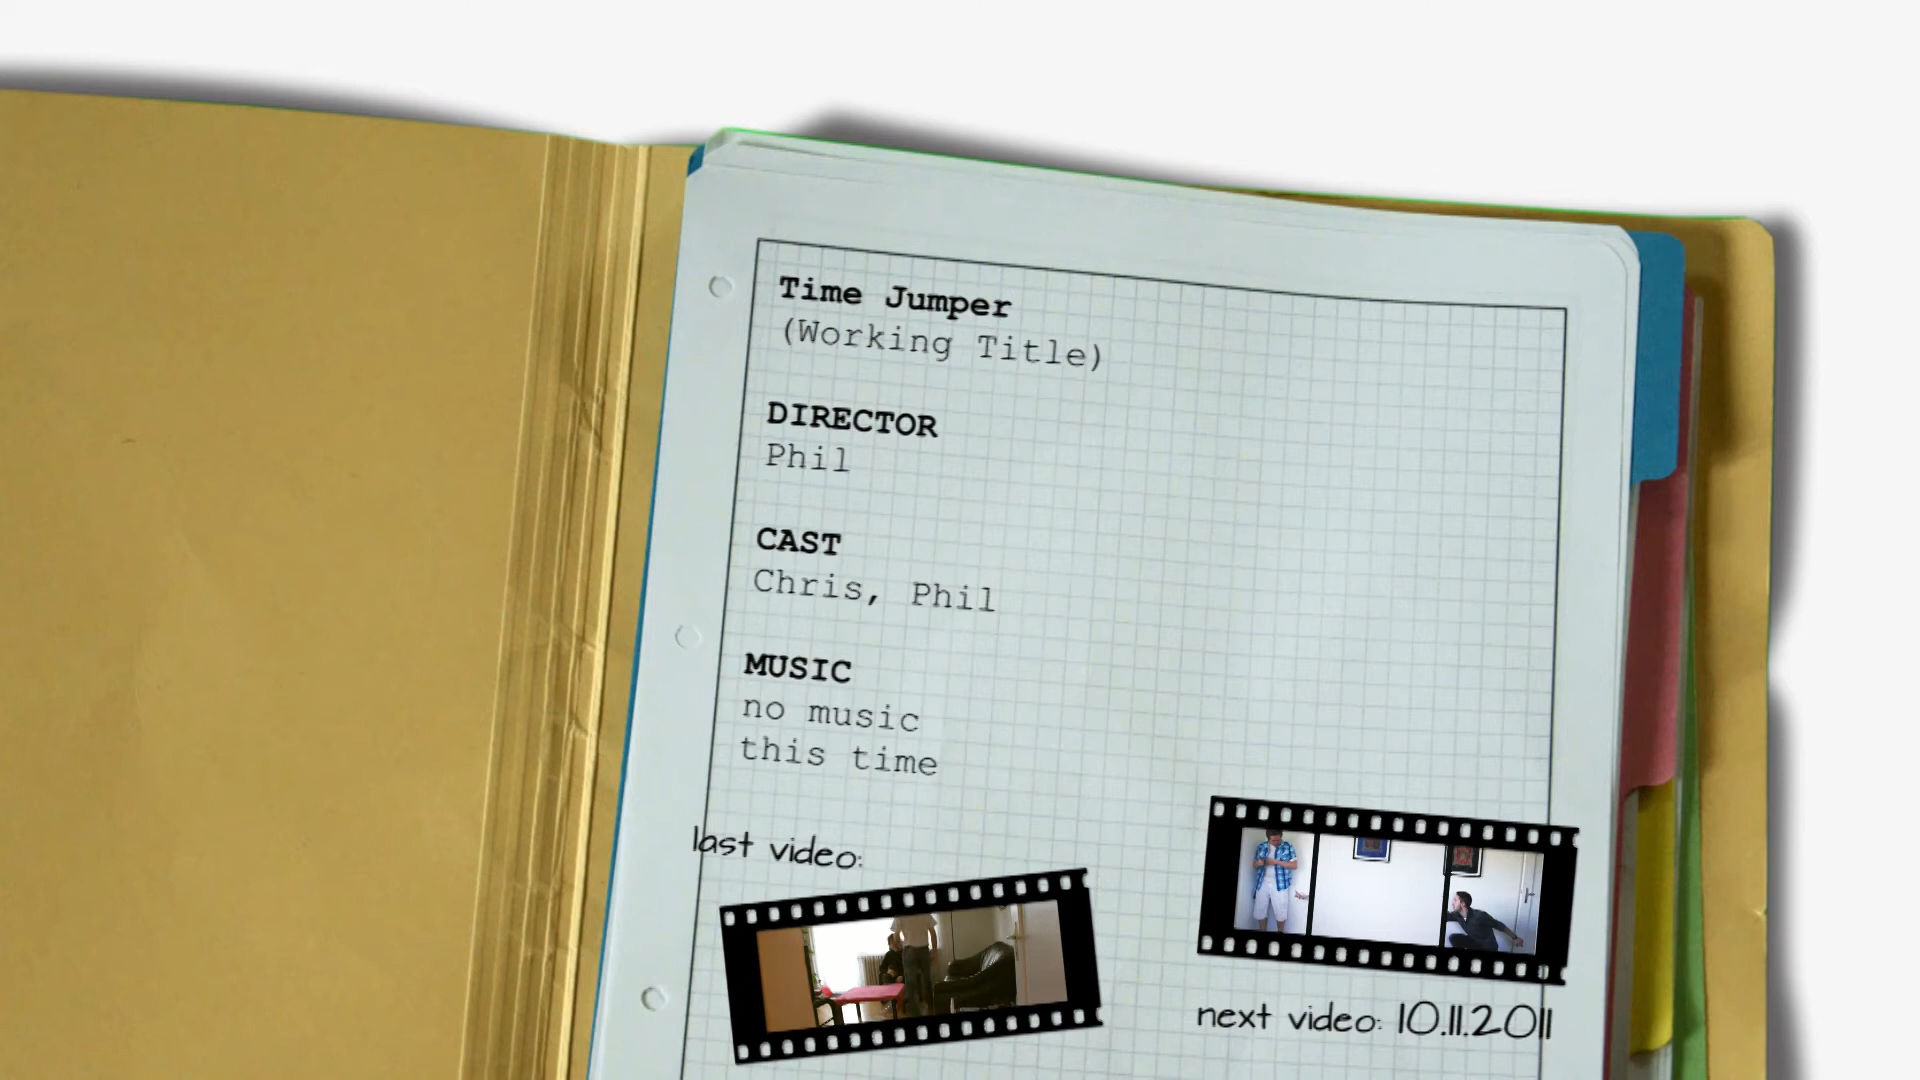 Time Jumper
(Working Title)
DIRECTOR
Phil
CAST
Chris, Phil
MUSIC
no music
this time
last video:
next video: 10.11.2011